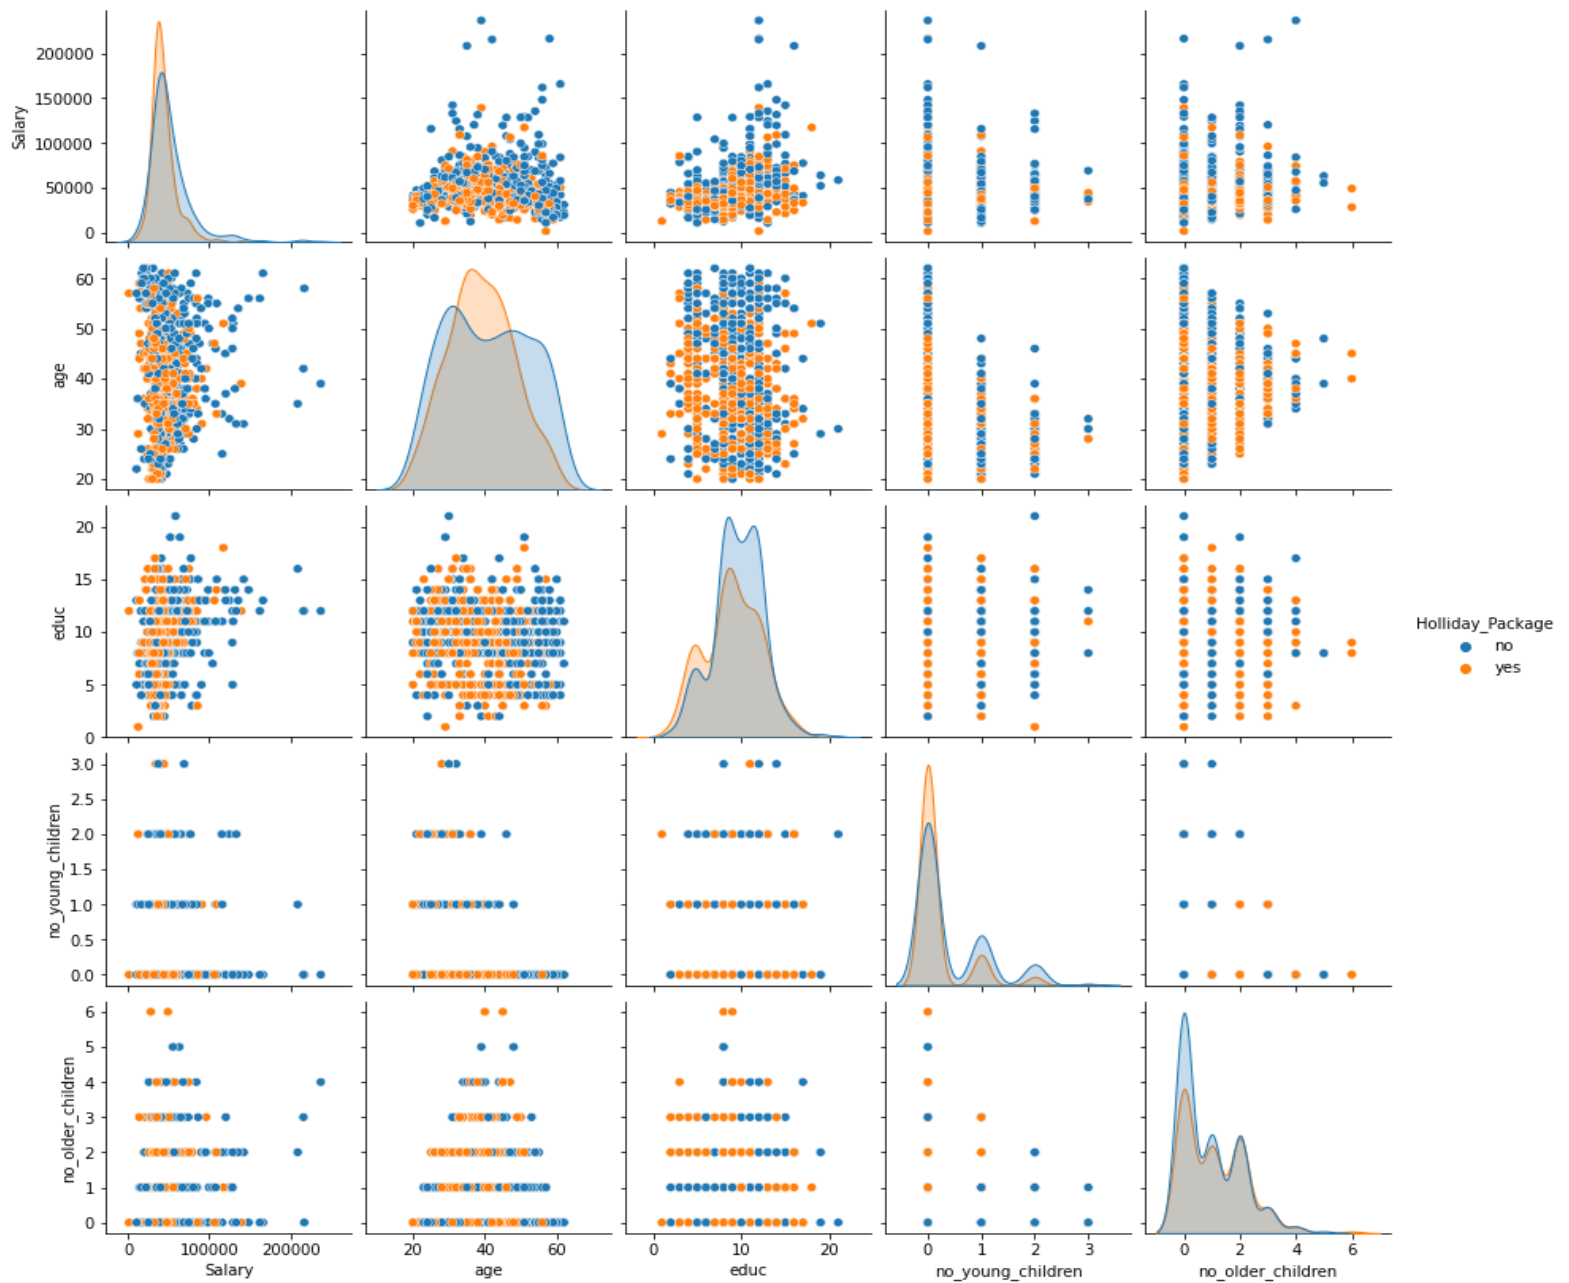 Salary
200000
150000
100000
50000
0
age
60
50
40
30
20
educ
20
15
10
5
0
Holliday_Package
no
yes
no_young_children
3.0
2.5
2.0
1.5
1.0
0.5
0.0
no_older_children
6
5
4
3
2
1
0
0 100000 200000
20 40 60
0 10 20
0 1 2 3
0 2 4 6
Salary
age
educ
no_young_children
no_older_children